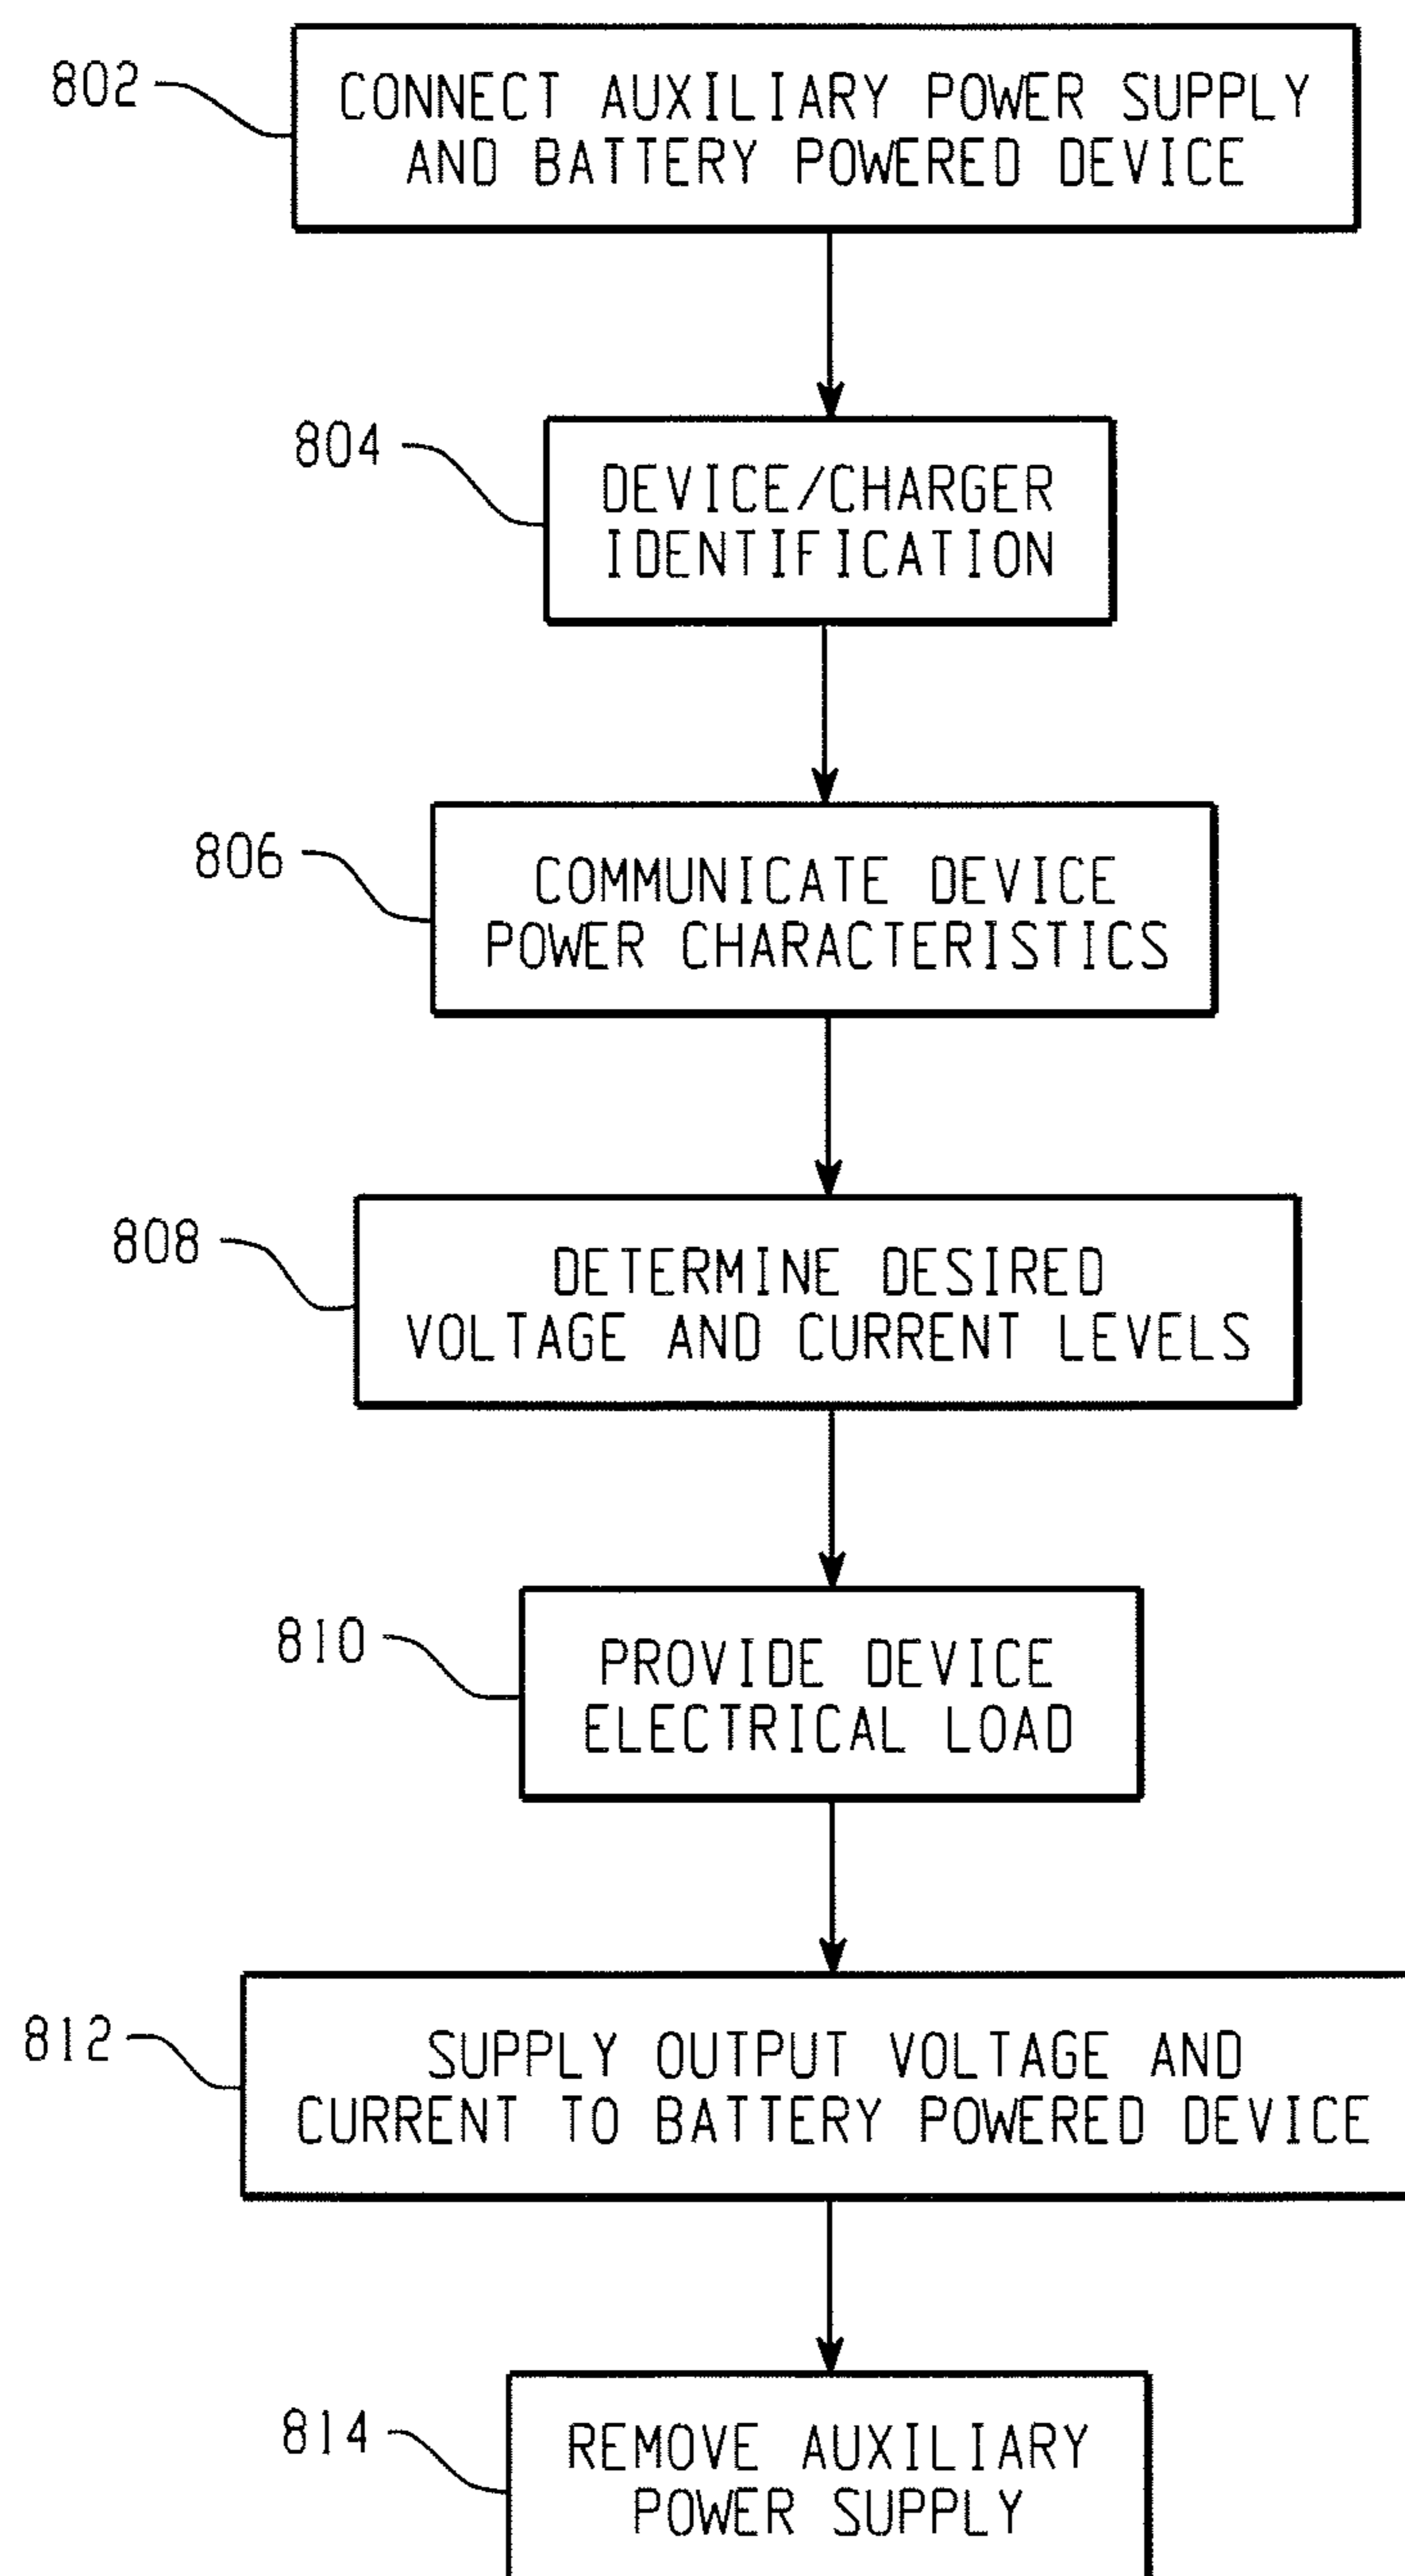 802
CONNECT AUXILIARY POWER SUPPLY
AND BATTERY POWERED DEVICE
804
DEVICE/CHARGER
IDENTIFICATION
806
COMMUNICATE DEVICE
POWER CHARACTERISTICS
808
DETERMINE DESIRED
VOLTAGE AND CURRENT LEVELS
810
PROVIDE DEVICE
ELECTRICAL LOAD
812
SUPPLY OUTPUT VOLTAGE AND
CURRENT TO BATTERY POWERED DEVICE
814
REMOVE AUXILIARY
POWER SUPPLY